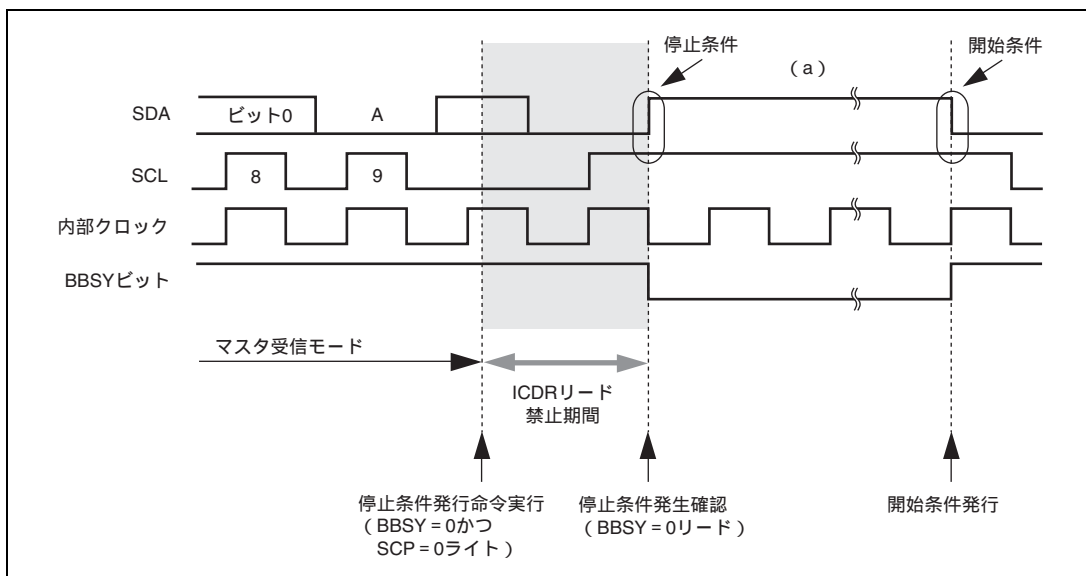 停止条件
開始条件
（a）
SDA
ビット0
A
SCL
8
9
内部クロック
BBSYビット
マスタ受信モード
ICDRリード
禁止期間
停止条件発行命令実行
（BBSY = 0かつ
SCP = 0ライト）
停止条件発生確認
（BBSY = 0リード）
開始条件発行